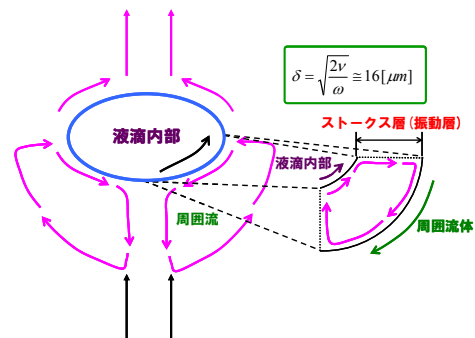 δ = √(2ν/ω) ≅ 16[μm]
ストークス層(振動層)
液滴内部
液滴内部
周囲流
周囲流体